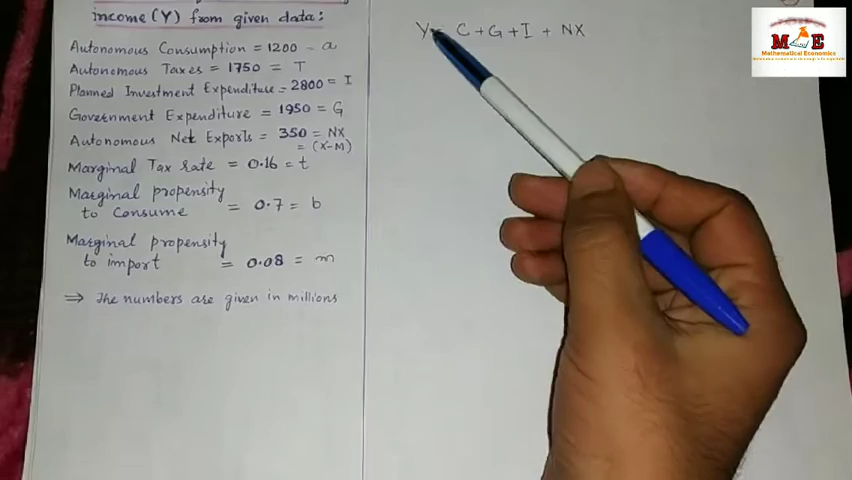 income (Y) from given data:
Autonomous Consumption = 1200 - a
Autonomous Taxes = 1750 = T
Planned Investment Expenditure = 2800 = I
Government Expenditure = 1950 = G
Autonomous Net Exports = 350 = NX
= (X-M)
Marginal Tax rate = 0.16 = t
Marginal propensity
to Consume = 0.7 = b
Marginal propensity
to import = 0.08 = m
⇒ The numbers are given in millions
Y = C + G + I + NX
M E
Mathematical Economics